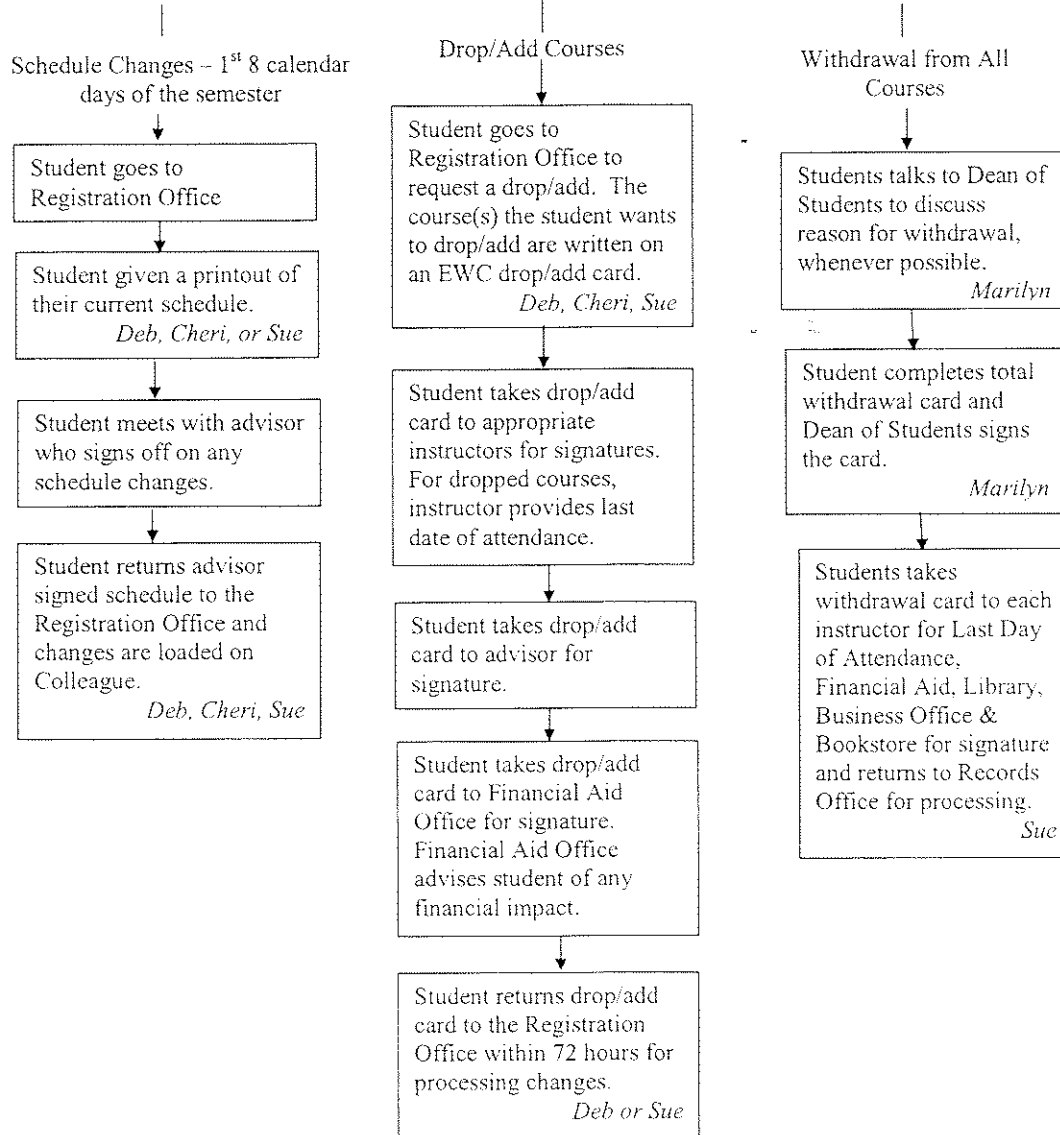 Schedule Changes – 1st 8 calendar
days of the semester
Student goes to
Registration Office
Student given a printout of
their current schedule.
Deb, Cheri, or Sue
Student meets with advisor
who signs off on any
schedule changes.
Student returns advisor
signed schedule to the
Registration Office and
changes are loaded on
Colleague.
Deb, Cheri, Sue
Drop/Add Courses
Student goes to
Registration Office to
request a drop/add. The
course(s) the student wants
to drop/add are written on
an EWC drop/add card.
Deb, Cheri, Sue
Student takes drop/add
card to appropriate
instructors for signatures.
For dropped courses,
instructor provides last
date of attendance.
Student takes drop/add
card to advisor for
signature.
Student takes drop/add
card to Financial Aid
Office for signature.
Financial Aid Office
advises student of any
financial impact.
Student returns drop/add
card to the Registration
Office within 72 hours for
processing changes.
Deb or Sue
Withdrawal from All
Courses
Students talks to Dean of
Students to discuss
reason for withdrawal,
whenever possible.
Marilyn
Student completes total
withdrawal card and
Dean of Students signs
the card.
Marilyn
Students takes
withdrawal card to each
instructor for Last Day
of Attendance,
Financial Aid, Library,
Business Office &
Bookstore for signature
and returns to Records
Office for processing.
Sue